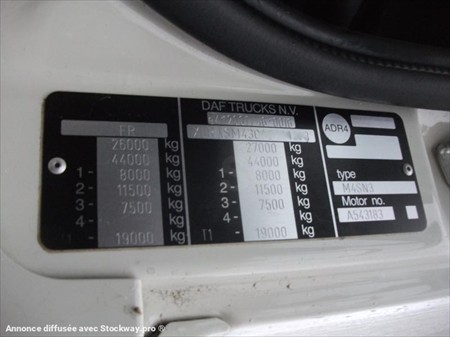 DAF TRUCKS N.V.
FR
26000 kg
44000 kg
1- 8000 kg
2- 11500 kg
3- 7500 kg
4- kg
19000 kg
27000 kg
44000 kg
1- 8000 kg
2- 11500 kg
3- 7500 kg
4- kg
T1 19000 kg
ADR4
type
M4SN3
Motor no.
A543183
Annonce diffusée avec Stockway.pro ®